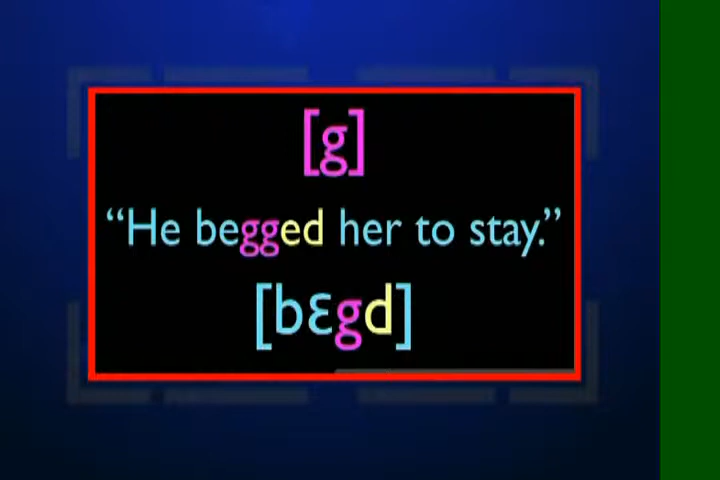 [g]
“He begged her to stay.”
[bɛgd]